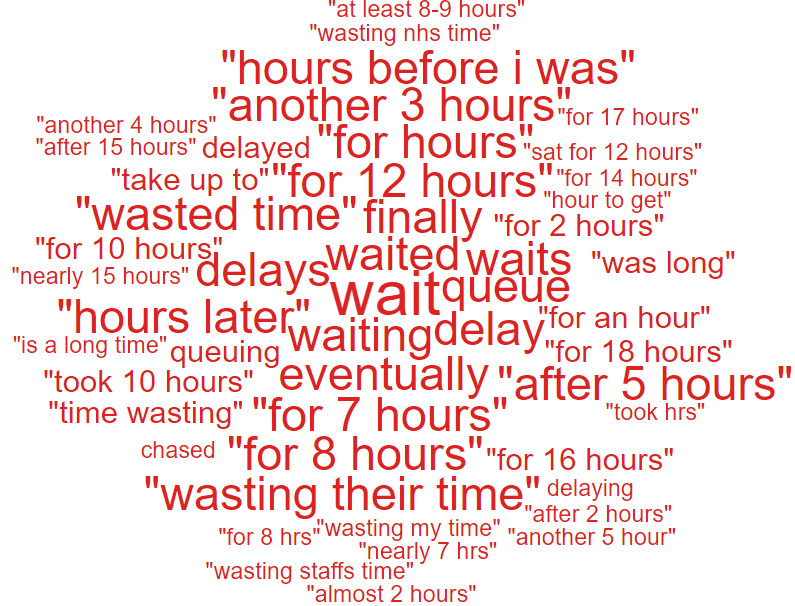 "at least 8-9 hours"
"wasting nhs time"
"hours before i was"
"another 3 hours" "for 17 hours"
"another 4 hours"
"after 15 hours" delayed "for hours" "sat for 12 hours"
"take up to" "for 12 hours" "for 14 hours"
"hour to get"
"wasted time" finally "for 2 hours"
"for 10 hours" waited waits "was long"
"nearly 15 hours" delays
wait queue
"hours later" "for an hour"
waiting delay
"is a long time" queuing "for 18 hours"
"took 10 hours" eventually "after 5 hours"
"time wasting" "for 7 hours" "took hrs"
chased "for 8 hours" "for 16 hours"
"wasting their time" delaying
"after 2 hours"
"for 8 hrs" "wasting my time" "another 5 hour"
"nearly 7 hrs"
"wasting staffs time"
"almost 2 hours"